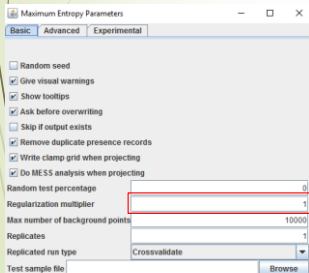 Maximum Entropy Parameters
Basic Advanced Experimental
Random seed
Give visual warnings
Show tooltips
Ask before overwriting
Skip if output exists
Remove duplicate presence records
Write clamp grid when projecting
Do MESS analysis when projecting
Random test percentage 0
Regularization multiplier 1
Max number of background points 10000
Replicates 1
Replicated run type Crossvalidate
Test sample file Browse